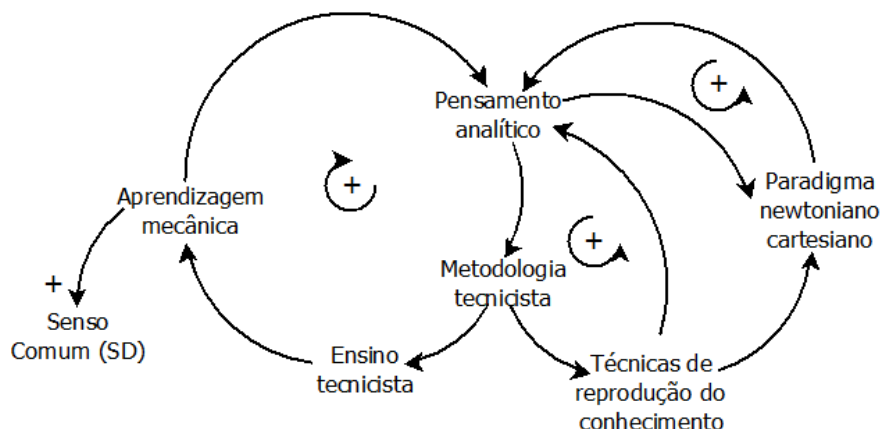 +
Pensamento
analítico
Aprendizagem
mecânica
+
Paradigma
newtoniano
cartesiano
+
Metodologia
tecnicista
+
Senso
Comum (SD)
Ensino
tecnicista
Técnicas de
reprodução do
conhecimento